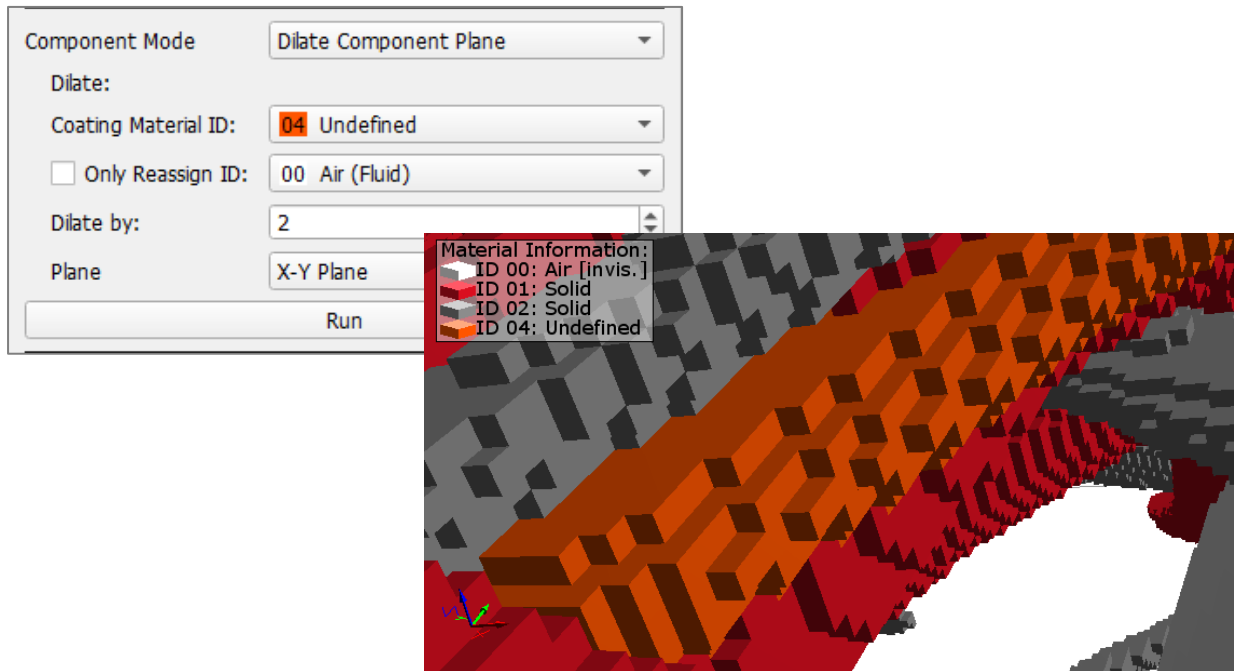 Component Mode Dilate Component Plane
Dilate:
Coating Material ID: 04 Undefined
Only Reassign ID: 00 Air (Fluid)
Dilate by: 2
Plane X-Y Plane
Run
Material Information:
ID 00: Air [invis.]
ID 01: Solid
ID 02: Solid
ID 04: Undefined